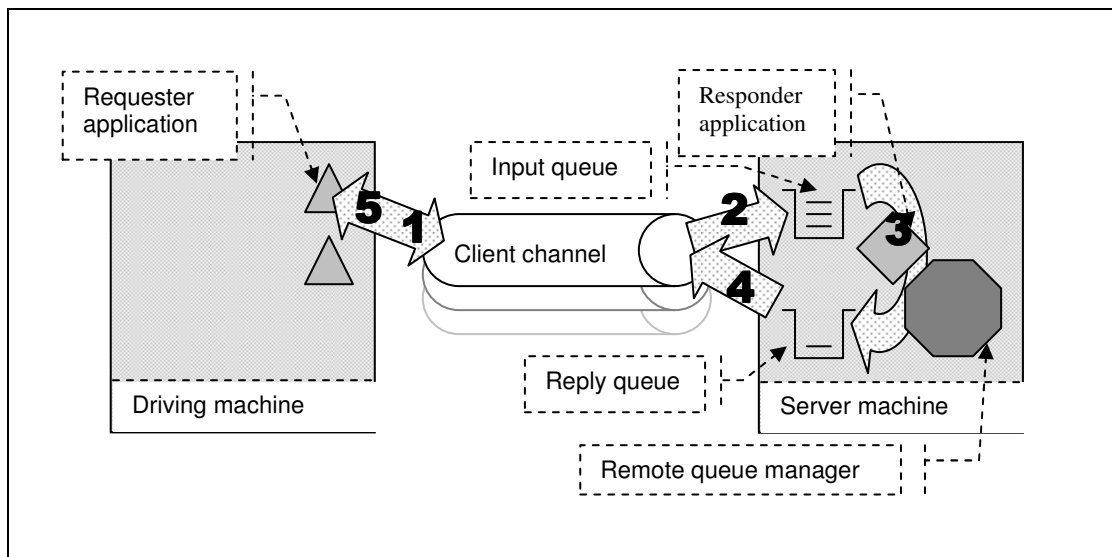 Requester
application
Responder
application
Input queue
5
1
2
3
Client channel
4
Reply queue
Driving machine
Server machine
Remote queue manager